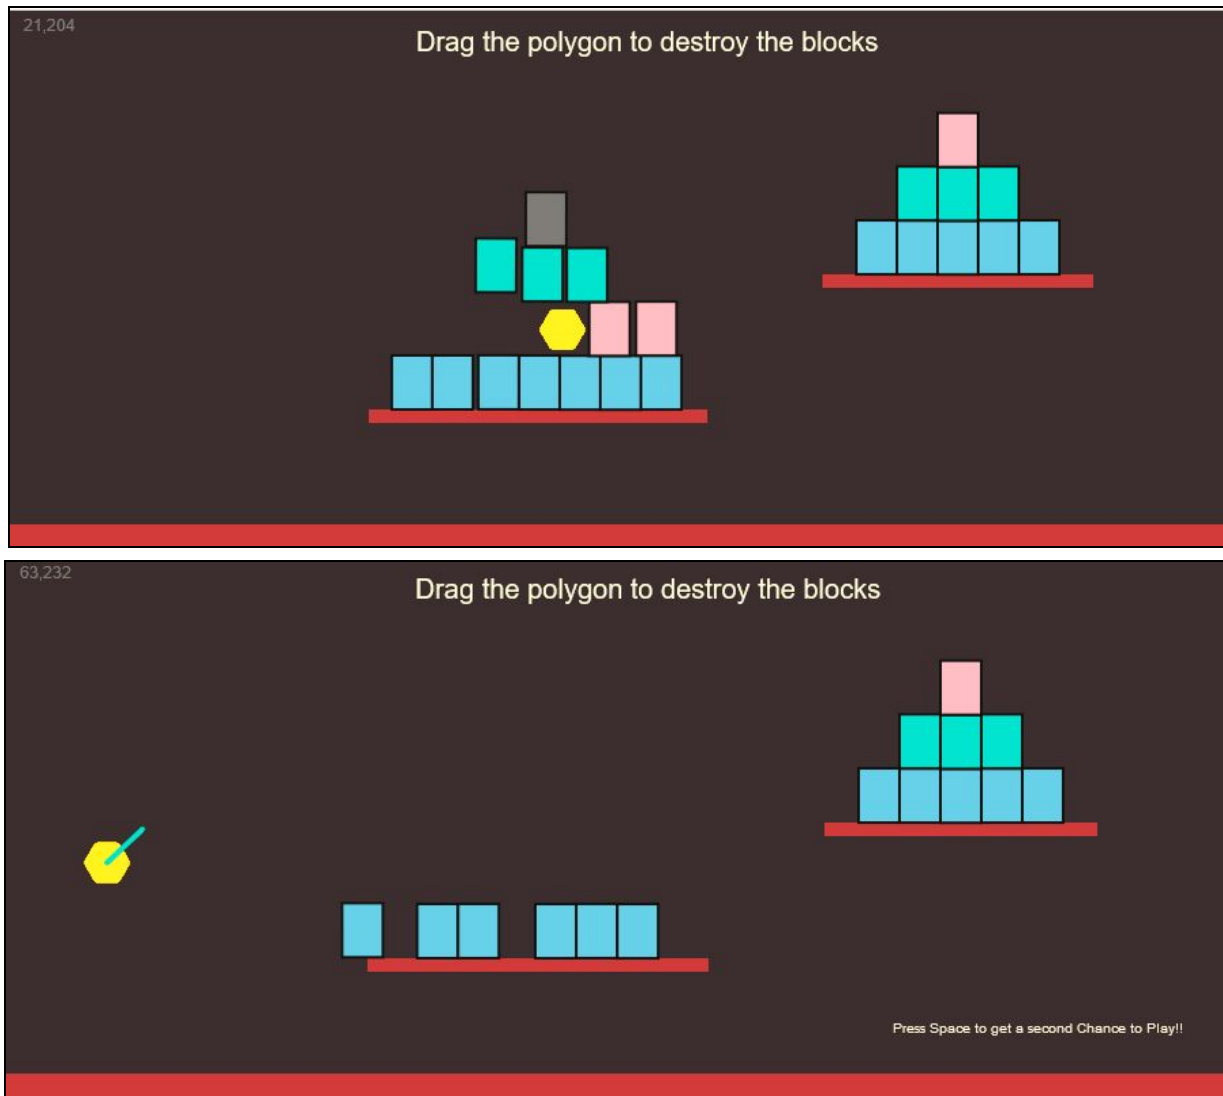 21,204
Drag the polygon to destroy the blocks
63,232
Drag the polygon to destroy the blocks
Press Space to get a second Chance to Play!!